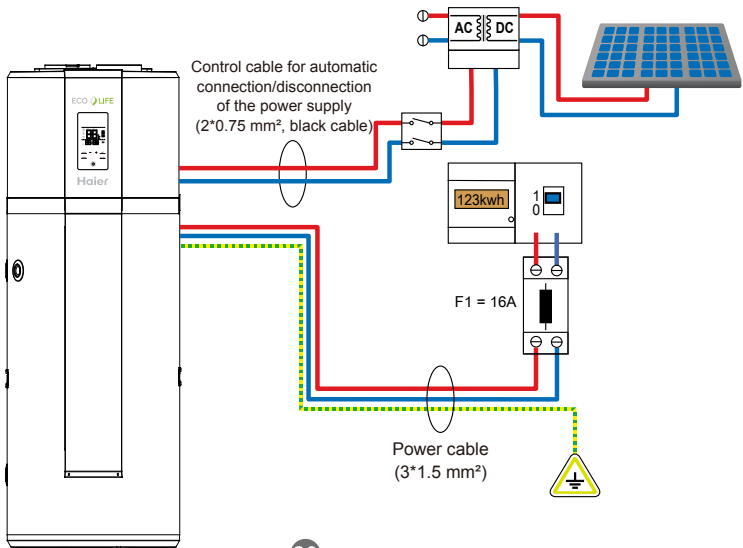 AC DC
ECO LIFE
Haier
Control cable for automatic
connection/disconnection
of the power supply
(2*0.75 mm², black cable)
123kwh
1
0
F1 = 16A
Power cable
(3*1.5 mm²)